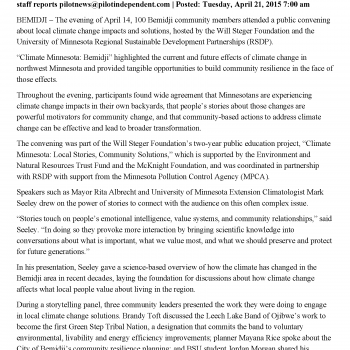 staff reports pilotnews@pilotindependent.com | Posted: Tuesday, April 21, 2015 7:00 am
BEMIDJI – The evening of April 14, 100 Bemidji community members attended a public convening
about local climate change impacts and solutions, hosted by the Will Steger Foundation and the
University of Minnesota Regional Sustainable Development Partnerships (RSDP).
“Climate Minnesota: Bemidji” highlighted the current and future effects of climate change in
northwest Minnesota and provided tangible opportunities to build community resilience in the face of
those effects.
Throughout the evening, participants found wide agreement that Minnesotans are experiencing
climate change impacts in their own backyards, that people’s stories about those changes are
powerful motivators for community change, and that community-based actions to address climate
change can be effective and lead to broader transformation.
The convening was part of the Will Steger Foundation’s two-year public education project, “Climate
Minnesota: Local Stories, Community Solutions,” which is supported by the Environment and
Natural Resources Trust Fund and the McKnight Foundation, and was coordinated in partnership
with RSDP with support from the Minnesota Pollution Control Agency (MPCA).
Speakers such as Mayor Rita Albrecht and University of Minnesota Extension Climatologist Mark
Seeley drew on the power of stories to connect with the audience on this often complex issue.
“Stories touch on people’s emotional intelligence, value systems, and community relationships,” said
Seeley. “In doing so they provoke more interaction by bringing scientific knowledge into
conversations about what is important, what we value most, and what we should preserve and protect
for future generations.”
In his presentation, Seeley gave a science-based overview of how the climate has changed in the
Bemidji area in recent decades, laying the foundation for discussions about how climate change
affects what local people value about living in the region.
During a storytelling panel, three community leaders presented the work they were doing to engage
in local climate change solutions. Brandy Toft discussed the Leech Lake Band of Ojibwe’s work to
become the first Green Step Tribal Nation, a designation that commits the band to voluntary
environmental, livability and energy efficiency improvements; planner Mayana Rice spoke about the
City of Bemidji’s community resilience planning; and BSU student Jordan Morgan shared his